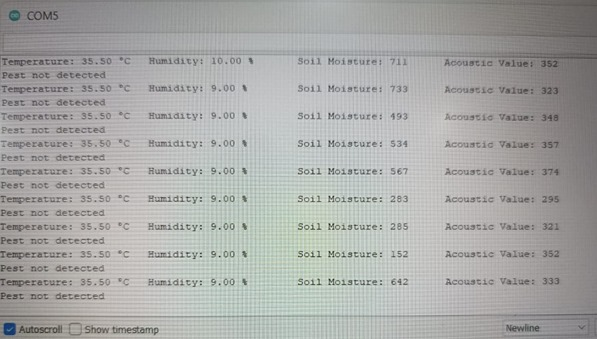 COM5
Temperature: 35.50 °C Humidity: 10.00 % Soil Moisture: 711 Acoustic Value: 352
Pest not detected
Temperature: 35.50 °C Humidity: 9.00 % Soil Moisture: 733 Acoustic Value: 323
Pest not detected
Temperature: 35.50 °C Humidity: 9.00 % Soil Moisture: 493 Acoustic Value: 348
Pest not detected
Temperature: 35.50 °C Humidity: 9.00 % Soil Moisture: 534 Acoustic Value: 357
Pest not detected
Temperature: 35.50 °C Humidity: 9.00 % Soil Moisture: 567 Acoustic Value: 374
Pest not detected
Temperature: 35.50 °C Humidity: 9.00 % Soil Moisture: 283 Acoustic Value: 295
Pest not detected
Temperature: 35.50 °C Humidity: 9.00 % Soil Moisture: 285 Acoustic Value: 321
Pest not detected
Temperature: 35.50 °C Humidity: 9.00 % Soil Moisture: 152 Acoustic Value: 352
Pest not detected
Temperature: 35.50 °C Humidity: 9.00 % Soil Moisture: 642 Acoustic Value: 333
Pest not detected
Autoscroll Show timestamp Newline